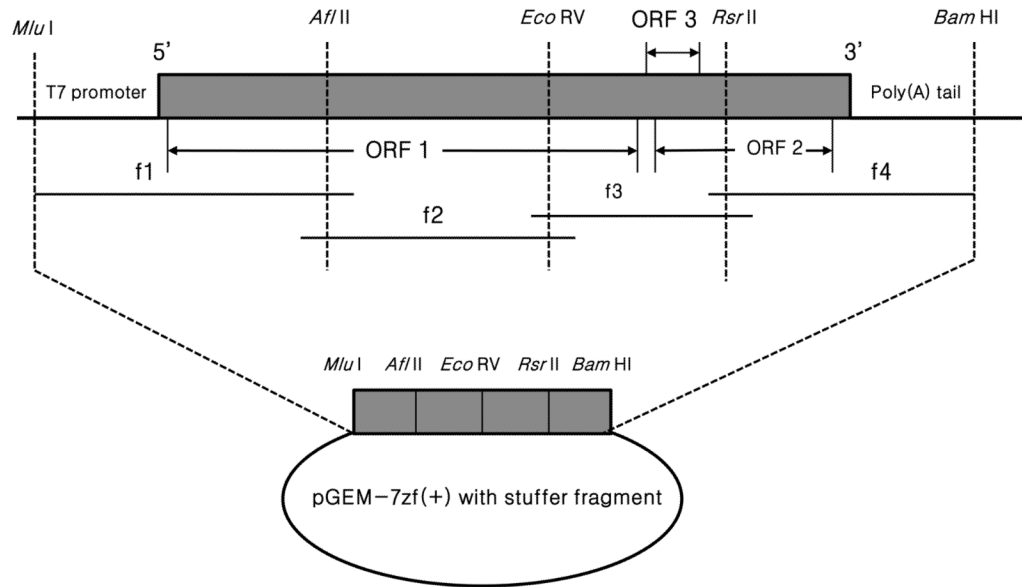 Mlu I
Afl II
Eco RV
ORF 3
Rsr II
Bam HI
5’
3’
T7 promoter
Poly(A) tail
ORF 1
ORF 2
f1
f2
f3
f4
Mlu I Afl II Eco RV Rsr II Bam HI
pGEM-7zf(+) with stuffer fragment